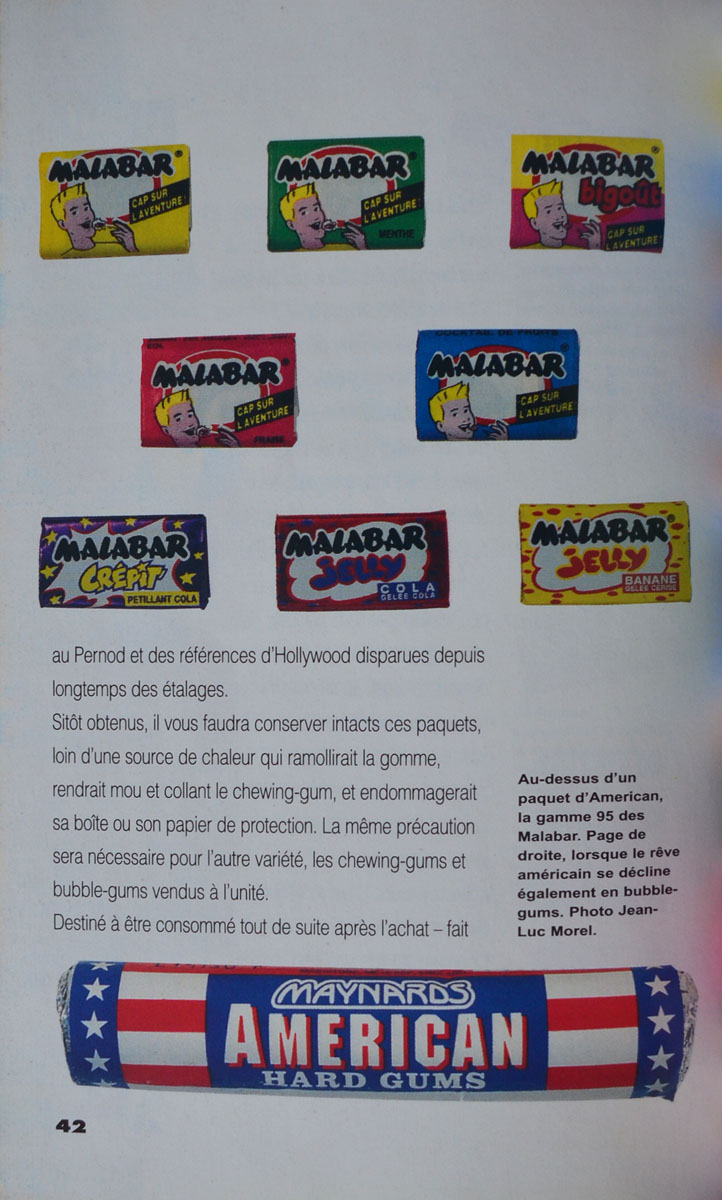 MALABAR®
CAP SUR
L'AVENTURE!
MALABAR®
CAP SUR
L'AVENTURE!
MENTHE
MALABAR®
bigoût
CAP SUR
L'AVENTURE!
MALABAR®
CAP SUR
L'AVENTURE!
FRAISE
COCKTAIL DE FRUITS
MALABAR®
CAP SUR
L'AVENTURE!
MALABAR
CRÉPIT'
PETILLANT COLA
MALABAR
JELLY
COLA
GELÉE COLA
MALABAR®
JELLY
BANANE
GELÉE CERISE
au Pernod et des références d'Hollywood disparues depuis
longtemps des étalages.
Sitôt obtenus, il vous faudra conserver intacts ces paquets,
loin d'une source de chaleur qui ramollirait la gomme,
rendrait mou et collant le chewing-gum, et endommagerait
sa boîte ou son papier de protection. La même précaution
sera nécessaire pour l'autre variété, les chewing-gums et
bubble-gums vendus à l'unité.
Destiné à être consommé tout de suite après l'achat – fait
Au-dessus d'un
paquet d'American,
la gamme 95 des
Malabar. Page de
droite, lorsque le rêve
américain se décline
également en bubble-
gums. Photo Jean-
Luc Morel.
MAYNARDS
AMERICAN
HARD GUMS
42